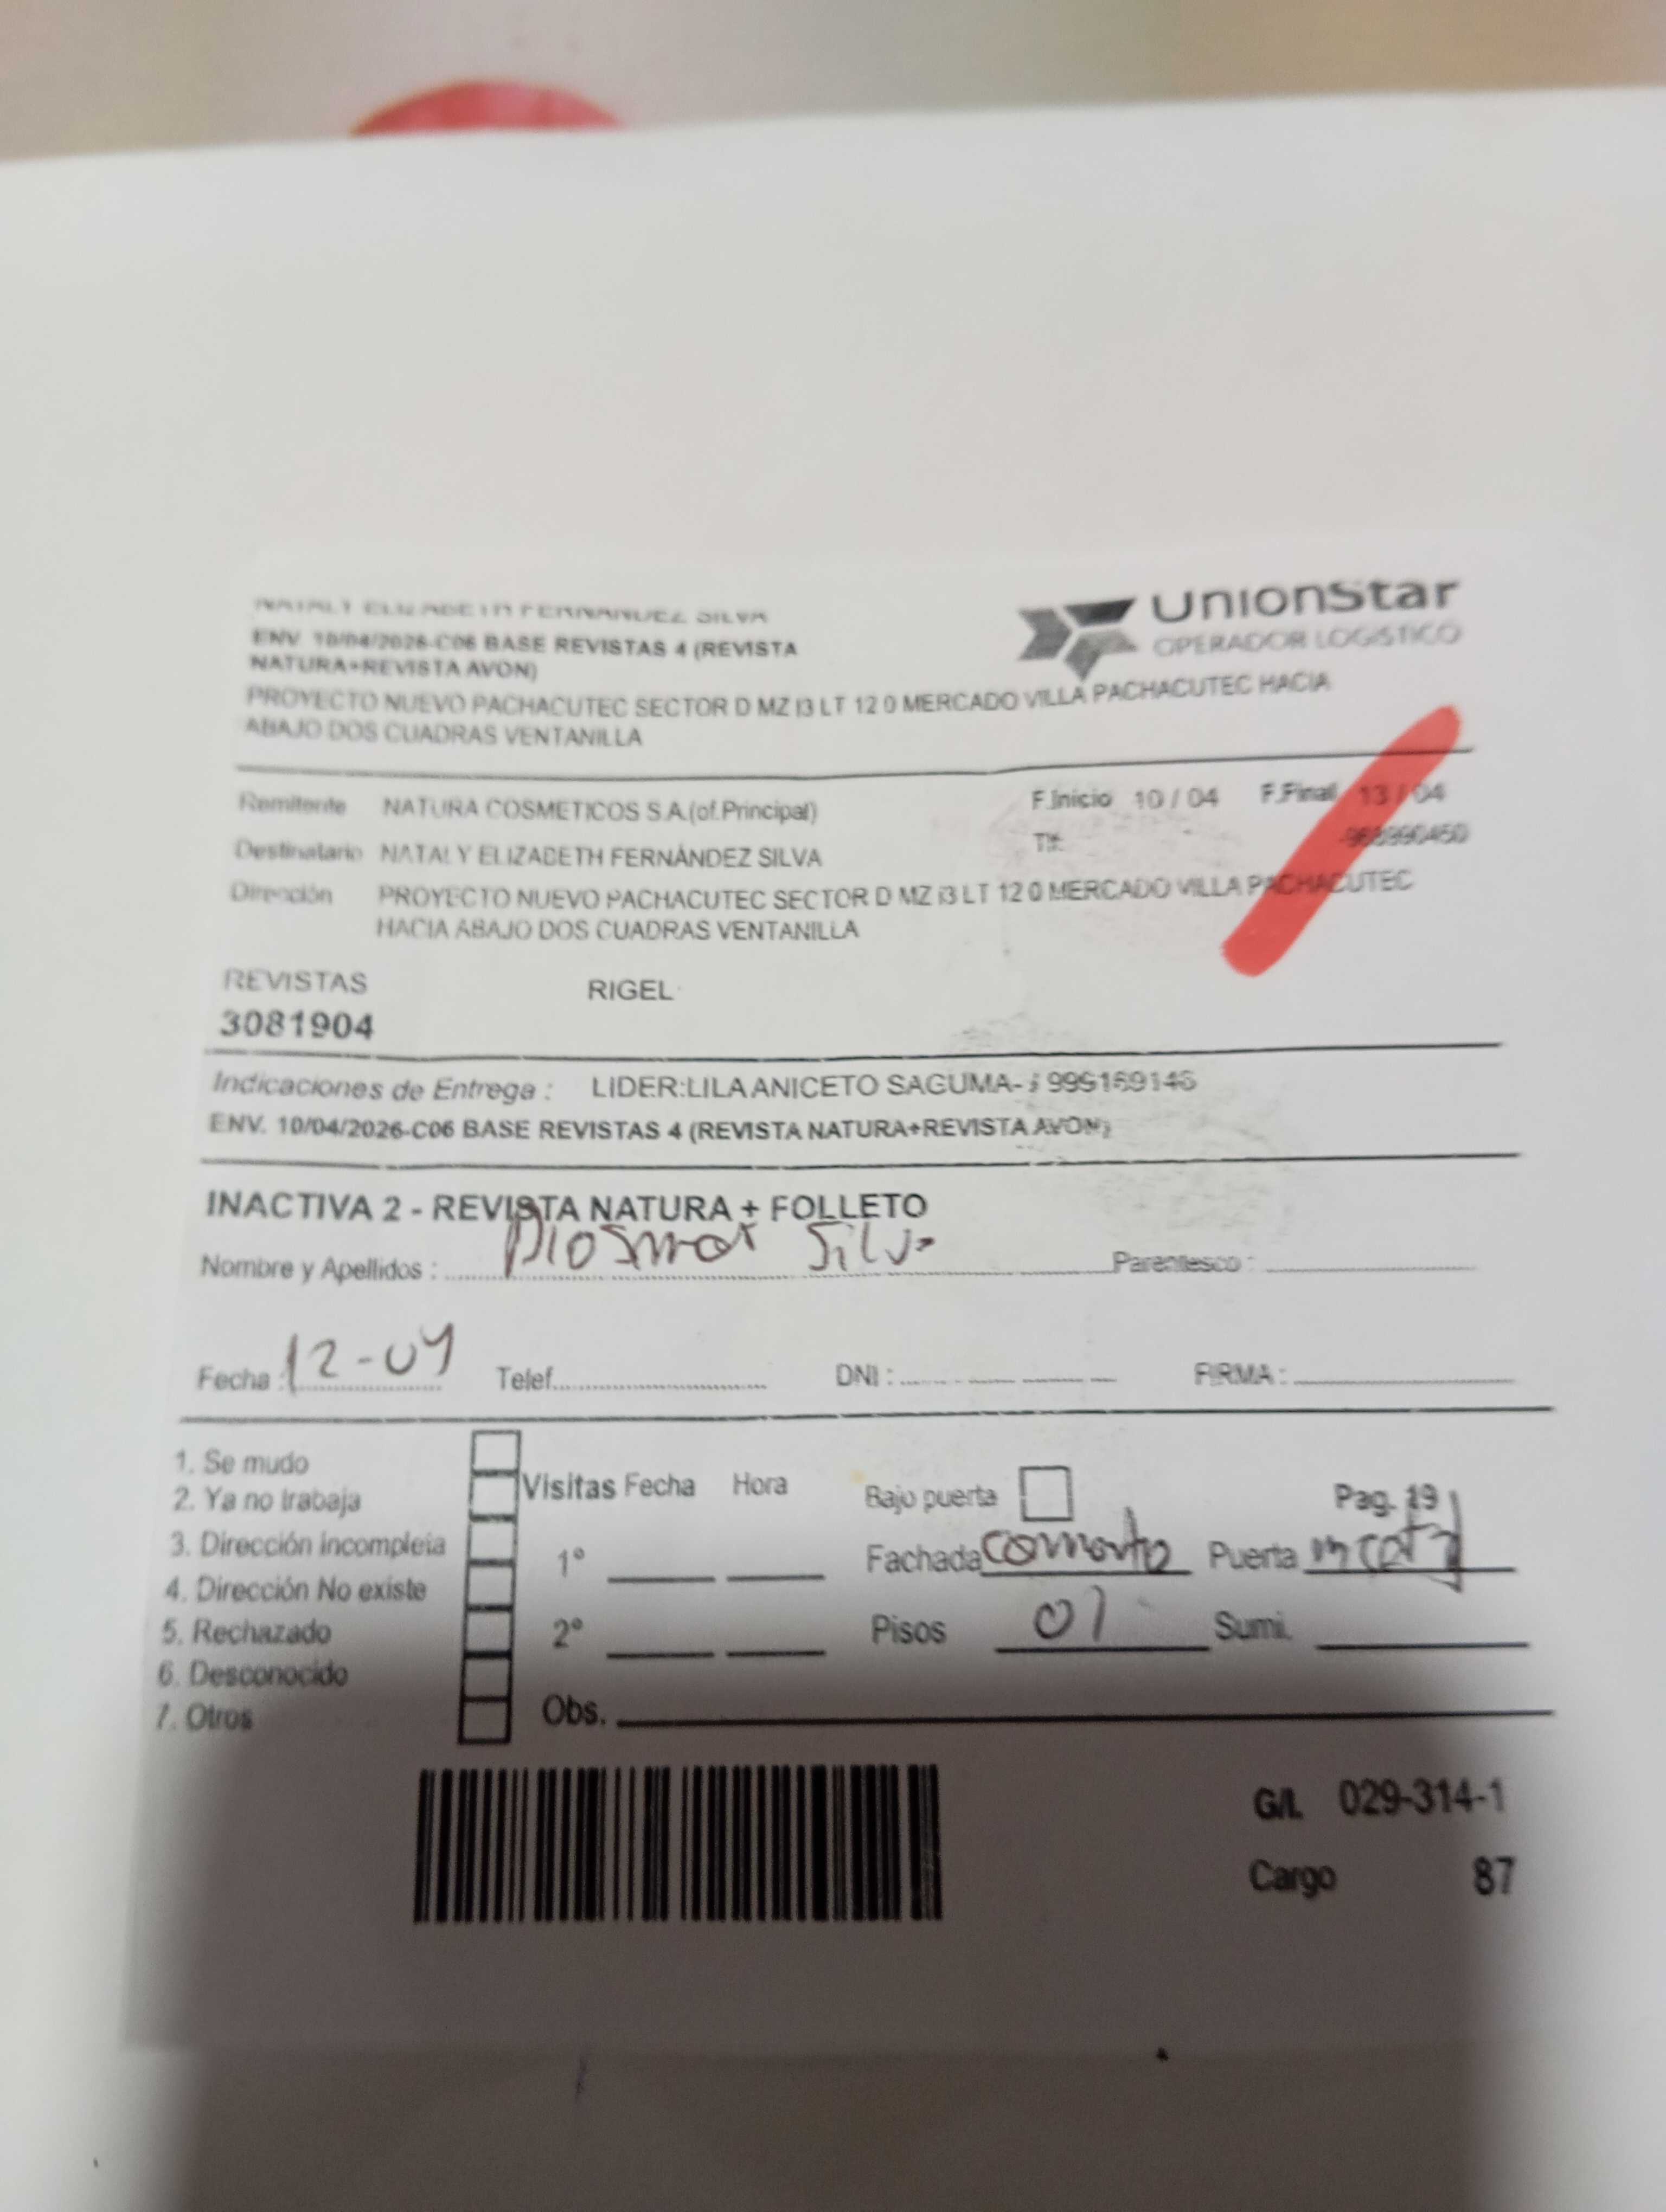 NATALY ELIZABETH FERNANDEZ SILVA
ENV. 10/04/2026-C06 BASE REVISTAS 4 (REVISTA
NATURA+REVISTA AVON)
PROYECTO NUEVO PACHACUTEC SECTOR D MZ I3 LT 12 0 MERCADO VILLA PACHACUTEC HACIA
ABAJO DOS CUADRAS VENTANILLA
UnionStar
OPERADOR LOGISTICO
Remitente NATURA COSMETICOS S.A.(of.Principal) F.Inicio 10 / 04 F.Final 13 / 04
Destinatario NATALY ELIZABETH FERNÁNDEZ SILVA Tlf:
Dirección PROYECTO NUEVO PACHACUTEC SECTOR D MZ i3 LT 12 0 MERCADO VILLA PACHACUTEC
HACIA ABAJO DOS CUADRAS VENTANILLA
REVISTAS RIGEL
3081904
Indicaciones de Entrega : LIDER:LILA ANICETO SAGUMA-
ENV. 10/04/2026-C06 BASE REVISTAS 4 (REVISTA NATURA+REVISTA AVON)
INACTIVA 2 - REVISTA NATURA + FOLLETO
Nombre y Apellidos : Silva Parentesco :
Fecha : 12-04 Telef. DNI : FIRMA :
1. Se mudo
2. Ya no trabaja
3. Dirección incompleta
4. Dirección No existe
5. Rechazado
6. Desconocido
7. Otros
Visitas Fecha Hora
1°
2°
Obs.
Bajo puerta Pag. 19
Fachada Puerta
Pisos 01 Sumi.
G/L 029-314-1
Cargo 87